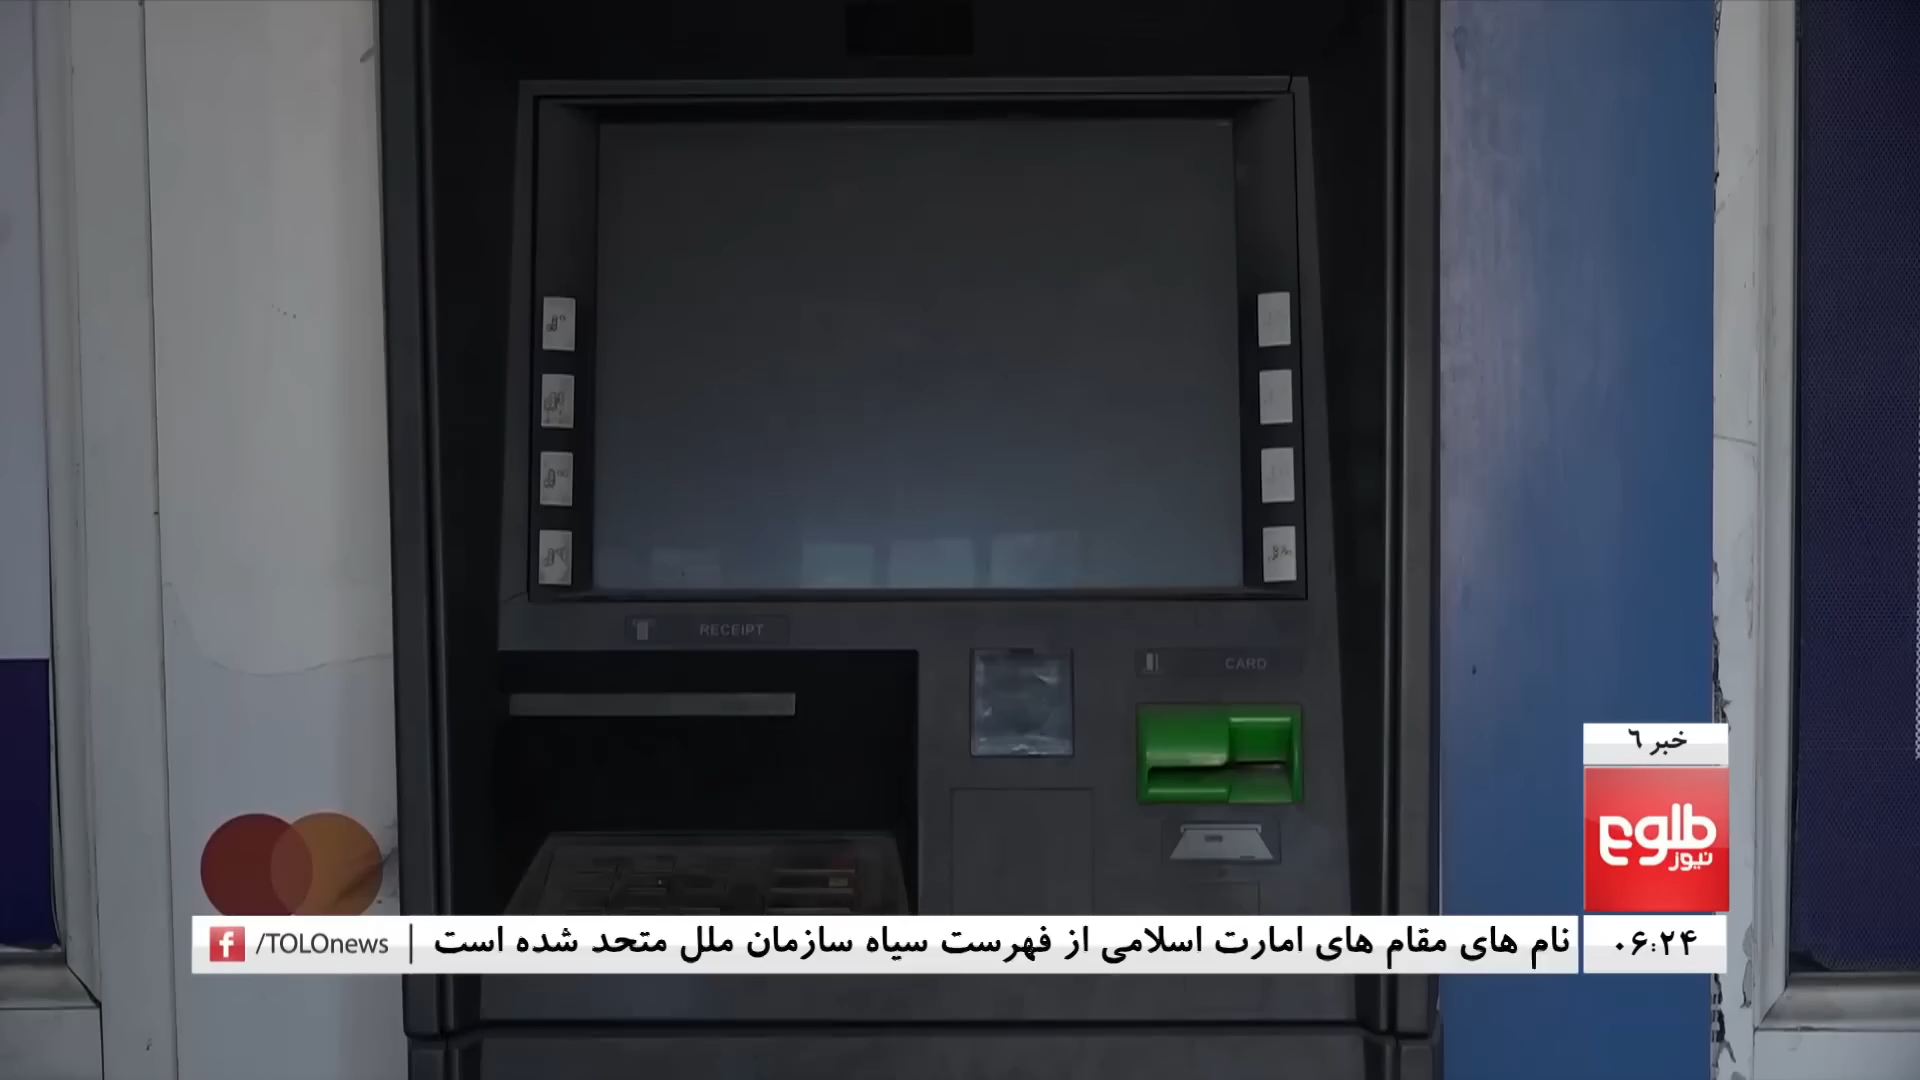 RECEIPT
CARD
خبر ٦
طلوع
نیوز
نام های مقام های امارت اسلامی از فهرست سیاه سازمان ملل متحد شده است
/TOLOnews
۰۶:۲۴